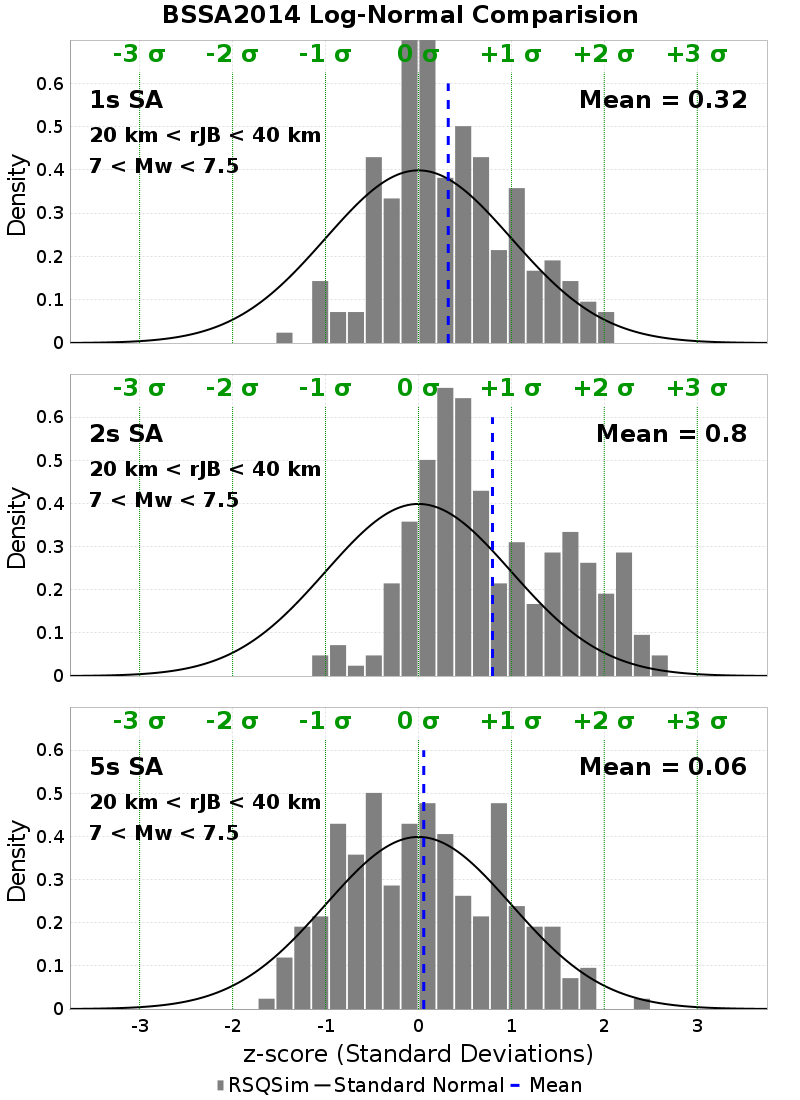 BSSA2014 Log-Normal Comparision
-3 σ -2 σ -1 σ 0 σ +1 σ +2 σ +3 σ
0.6
1s SA Mean = 0.32
0.5
20 km < rJB < 40 km
7 < Mw < 7.5
0.4
0.3
0.2
0.1
0
Density
-3 σ -2 σ -1 σ 0 σ +1 σ +2 σ +3 σ
0.6
2s SA Mean = 0.8
0.5
20 km < rJB < 40 km
7 < Mw < 7.5
0.4
0.3
0.2
0.1
0
Density
-3 σ -2 σ -1 σ 0 σ +1 σ +2 σ +3 σ
0.6
5s SA Mean = 0.06
0.5
20 km < rJB < 40 km
7 < Mw < 7.5
0.4
0.3
0.2
0.1
0
Density
-3 -2 -1 0 1 2 3
z-score (Standard Deviations)
RSQSim Standard Normal Mean